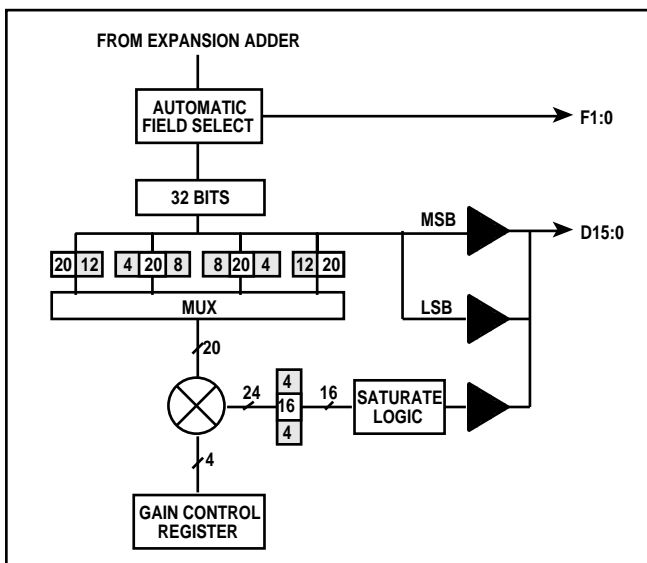 FROM EXPANSION ADDER
AUTOMATIC
FIELD SELECT
F1:0
32 BITS
MSB
D15:0
20 12 4 20 8 8 20 4 12 20
MUX
LSB
20
24
4
16
4
16
SATURATE
LOGIC
4
GAIN CONTROL
REGISTER